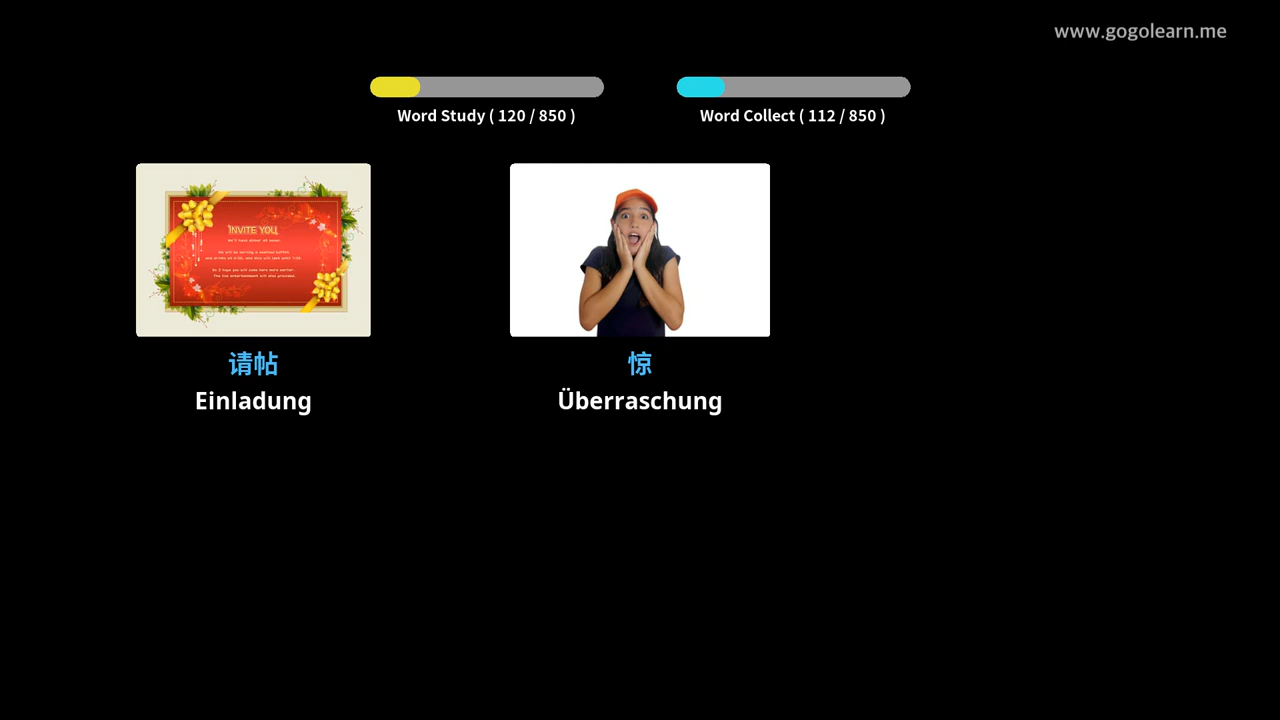 www.gogolearn.me
Word Study ( 120 / 850 )
Word Collect ( 112 / 850 )
INVITE YOU
请帖
Einladung
惊
Überraschung